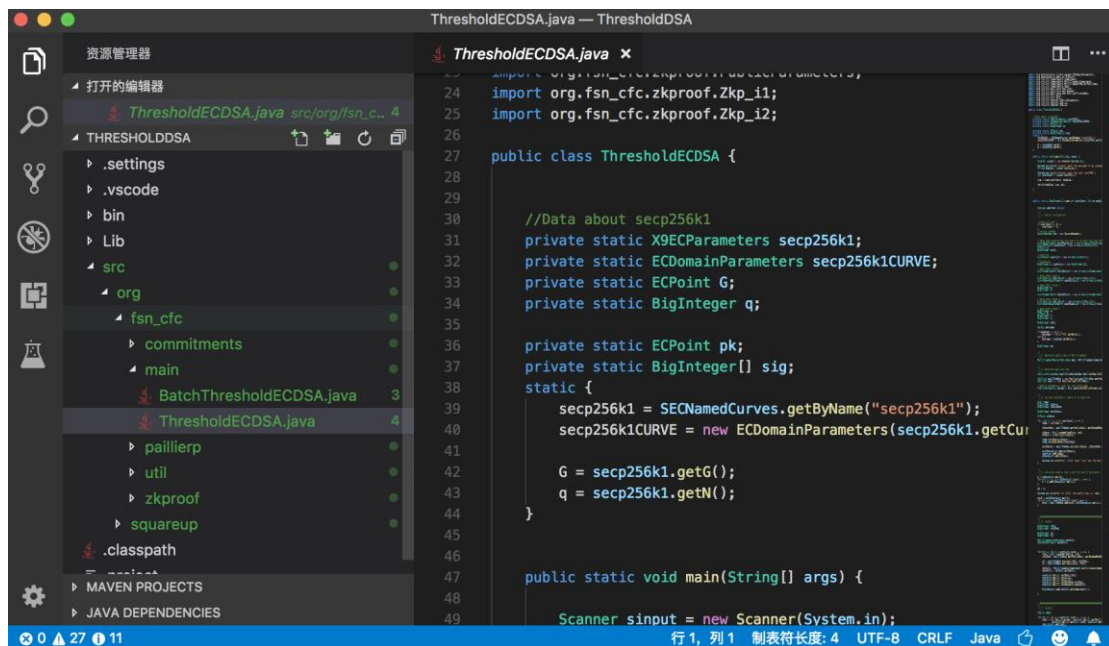 ThresholdECDSA.java — ThresholdDSA
资源管理器
打开的编辑器
ThresholdECDSA.java src/org/fsn_c.. 4
THRESHOLDDSA
.settings
.vscode
bin
Lib
src
org
fsn_cfc
commitments
main
BatchThresholdECDSA.java 3
ThresholdECDSA.java 4
paillierp
util
zkproof
squareup
.classpath
.project
MAVEN PROJECTS
JAVA DEPENDENCIES
ThresholdECDSA.java ×
23 import org.fsn_cfc.zkproof.PublicParameters;
24 import org.fsn_cfc.zkproof.Zkp_i1;
25 import org.fsn_cfc.zkproof.Zkp_i2;
26
27 public class ThresholdECDSA {
28
29
30 //Data about secp256k1
31 private static X9ECParameters secp256k1;
32 private static ECDomainParameters secp256k1CURVE;
33 private static ECPoint G;
34 private static BigInteger q;
35
36 private static ECPoint pk;
37 private static BigInteger[] sig;
38 static {
39 secp256k1 = SECNamedCurves.getByName("secp256k1");
40 secp256k1CURVE = new ECDomainParameters(secp256k1.getCur
41
42 G = secp256k1.getG();
43 q = secp256k1.getN();
44 }
45
46
47 public static void main(String[] args) {
48
49 Scanner sinput = new Scanner(System.in);
0 27 11
行 1，列 1 制表符长度: 4 UTF-8 CRLF Java